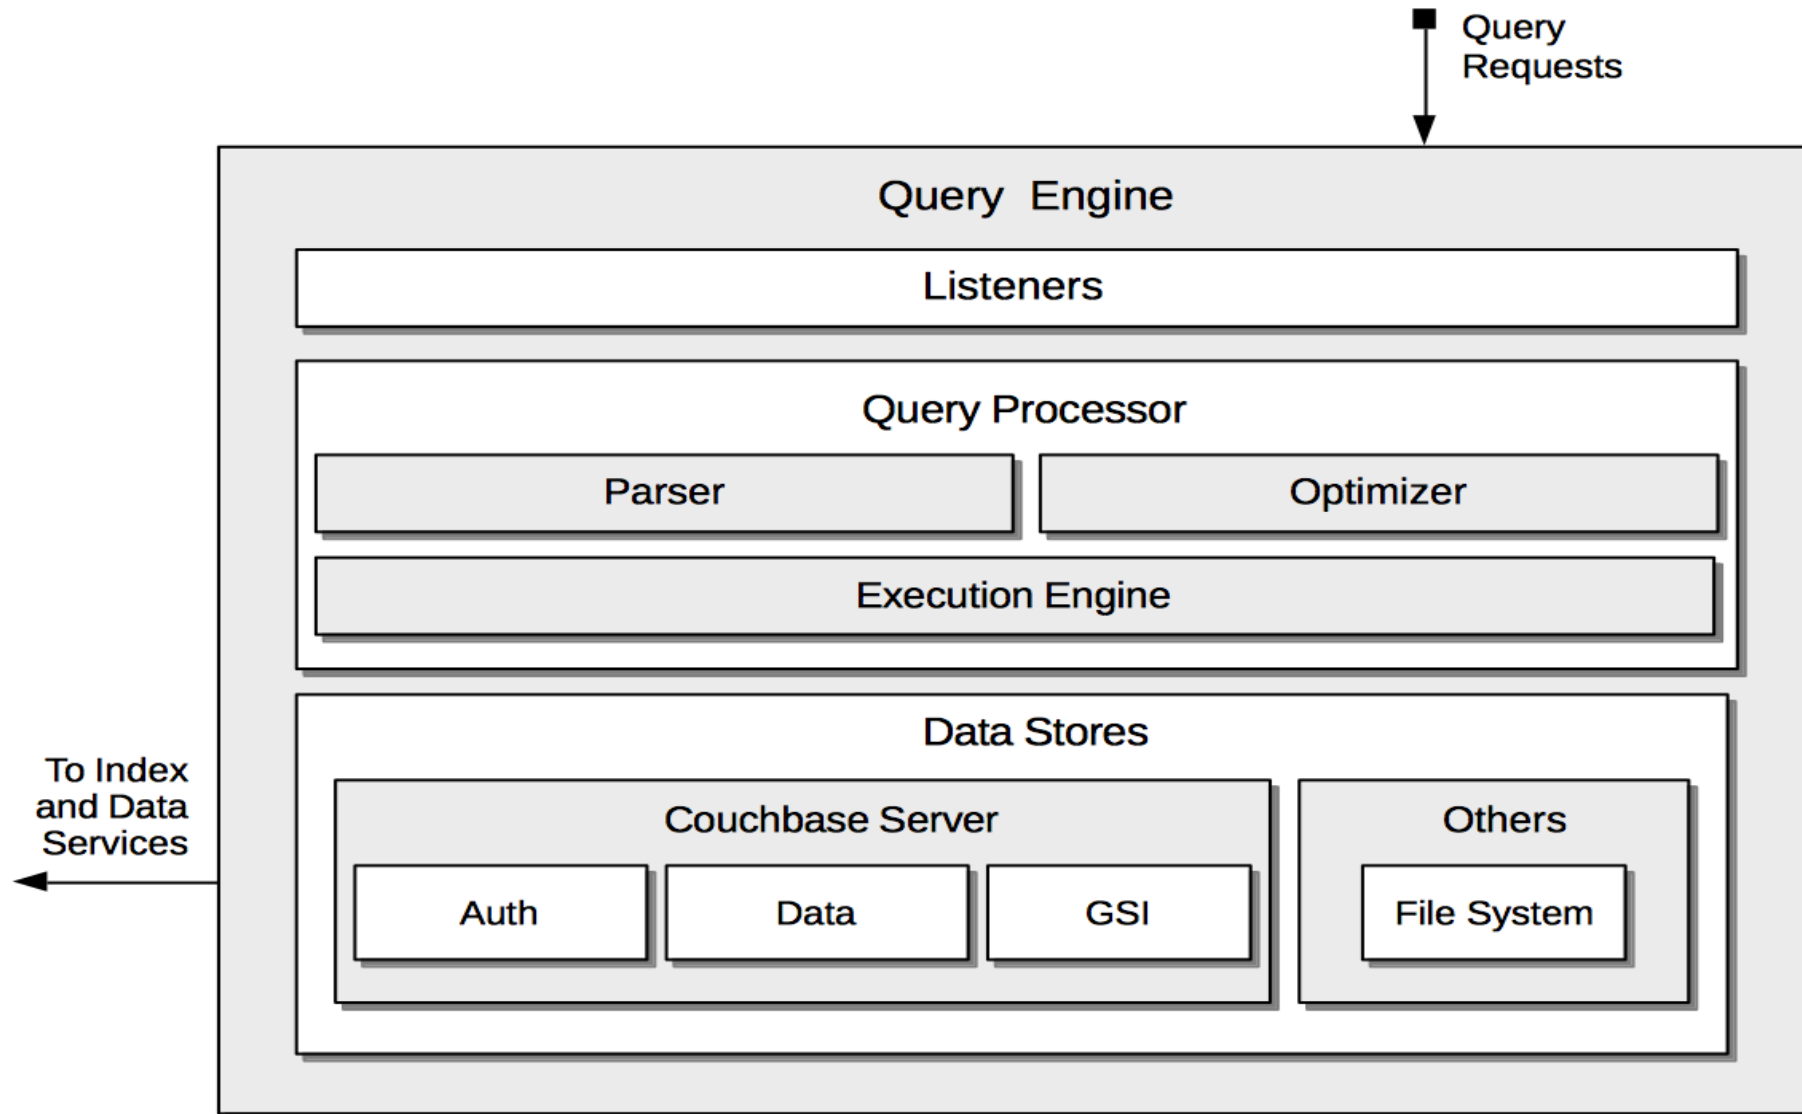 Query
Requests
Query Engine
Listeners
Query Processor
Parser
Optimizer
Execution Engine
Data Stores
To Index
and Data
Services
Couchbase Server
Others
Auth
Data
GSI
File System